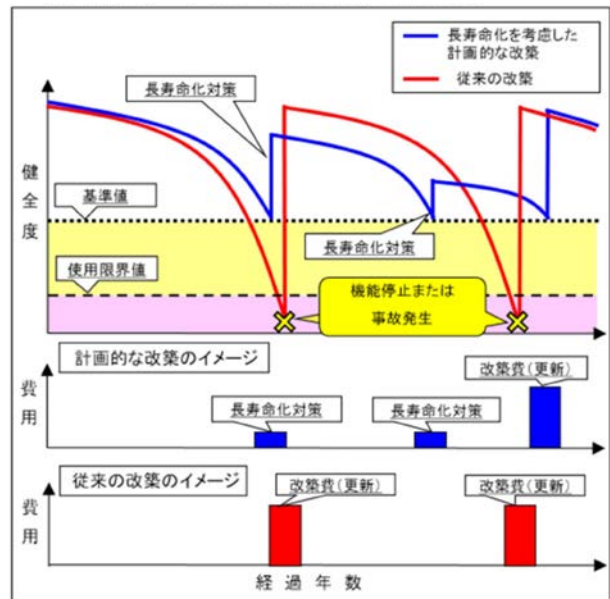 長寿命化を考慮した
計画的な改築
従来の改築
長寿命化対策
健全度
基準値
長寿命化対策
使用限界値
機能停止または
事故発生
計画的な改築のイメージ
改築費(更新)
費用
長寿命化対策
長寿命化対策
従来の改築のイメージ
改築費(更新)
改築費(更新)
費用
経過年数